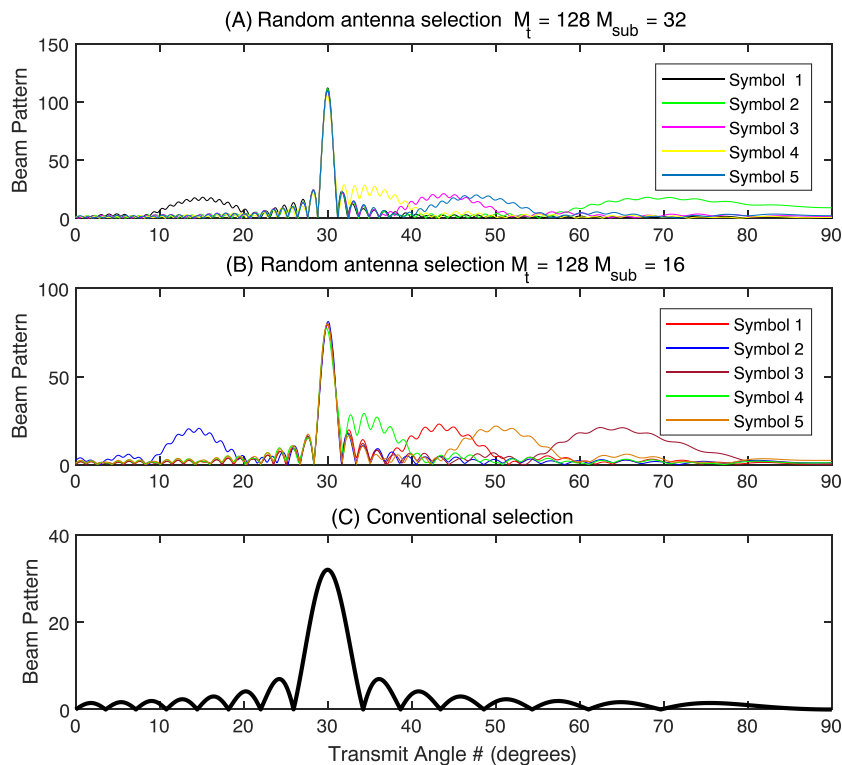 (A) Random antenna selection Mt = 128 Msub = 32
150
100
50
0
Beam Pattern
Symbol 1
Symbol 2
Symbol 3
Symbol 4
Symbol 5
0 10 20 30 40 50 60 70 80 90
(B) Random antenna selection Mt = 128 Msub = 16
100
50
0
Beam Pattern
Symbol 1
Symbol 2
Symbol 3
Symbol 4
Symbol 5
0 10 20 30 40 50 60 70 80 90
(C) Conventional selection
40
20
0
Beam Pattern
0 10 20 30 40 50 60 70 80 90
Transmit Angle # (degrees)